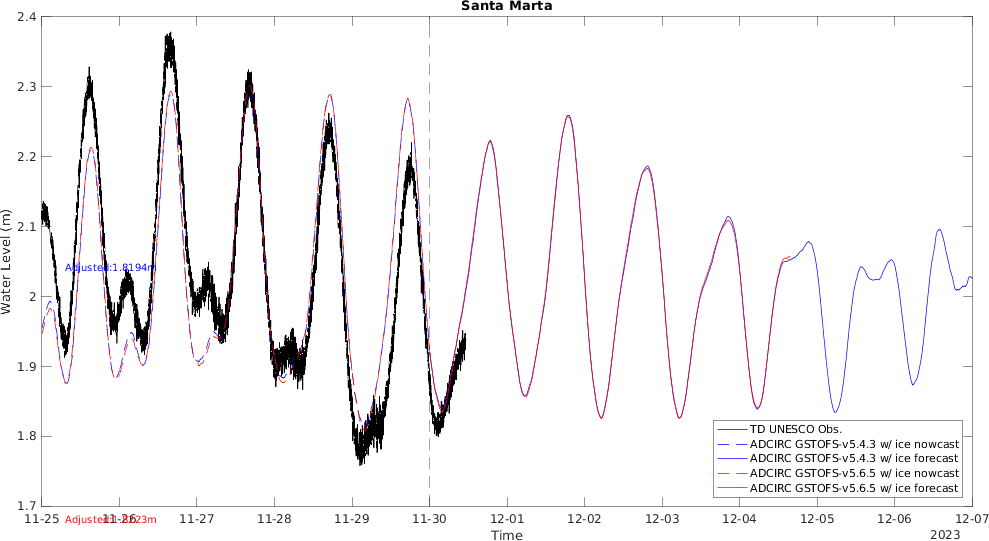 Santa Marta
2.4
2.3
2.2
2.1
2
1.9
1.8
1.7
Water Level (m)
Adjusted:1.8194m
TD UNESCO Obs.
ADCIRC GSTOFS-v5.4.3 w/ ice nowcast
ADCIRC GSTOFS-v5.4.3 w/ ice forecast
ADCIRC GSTOFS-v5.6.5 w/ ice nowcast
ADCIRC GSTOFS-v5.6.5 w/ ice forecast
11-25 11-26 11-27 11-28 11-29 11-30 12-01 12-02 12-03 12-04 12-05 12-06 12-07
Time
2023